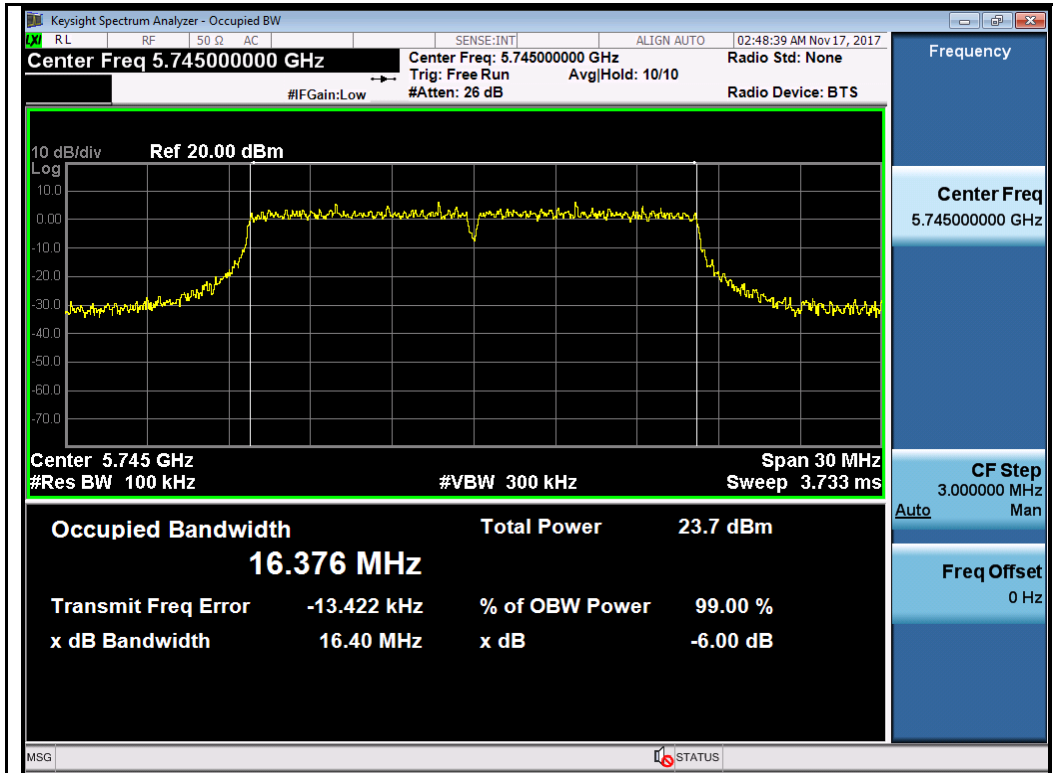 Keysight Spectrum Analyzer - Occupied BW
LXI RL RF 50 Ω AC SENSE:INT ALIGN AUTO 02:48:39 AM Nov 17, 2017
Center Freq 5.745000000 GHz
Center Freq: 5.745000000 GHz Radio Std: None
Trig: Free Run Avg|Hold: 10/10
#IFGain:Low #Atten: 26 dB Radio Device: BTS
10 dB/div Ref 20.00 dBm
Log
10.0
0.00
-10.0
-20.0
-30.0
-40.0
-50.0
-60.0
-70.0
Center 5.745 GHz Span 30 MHz
#Res BW 100 kHz #VBW 300 kHz Sweep 3.733 ms
Occupied Bandwidth Total Power 23.7 dBm
16.376 MHz
Transmit Freq Error -13.422 kHz % of OBW Power 99.00 %
x dB Bandwidth 16.40 MHz x dB -6.00 dB
Frequency
Center Freq
5.745000000 GHz
CF Step
3.000000 MHz
Auto Man
Freq Offset
0 Hz
MSG STATUS